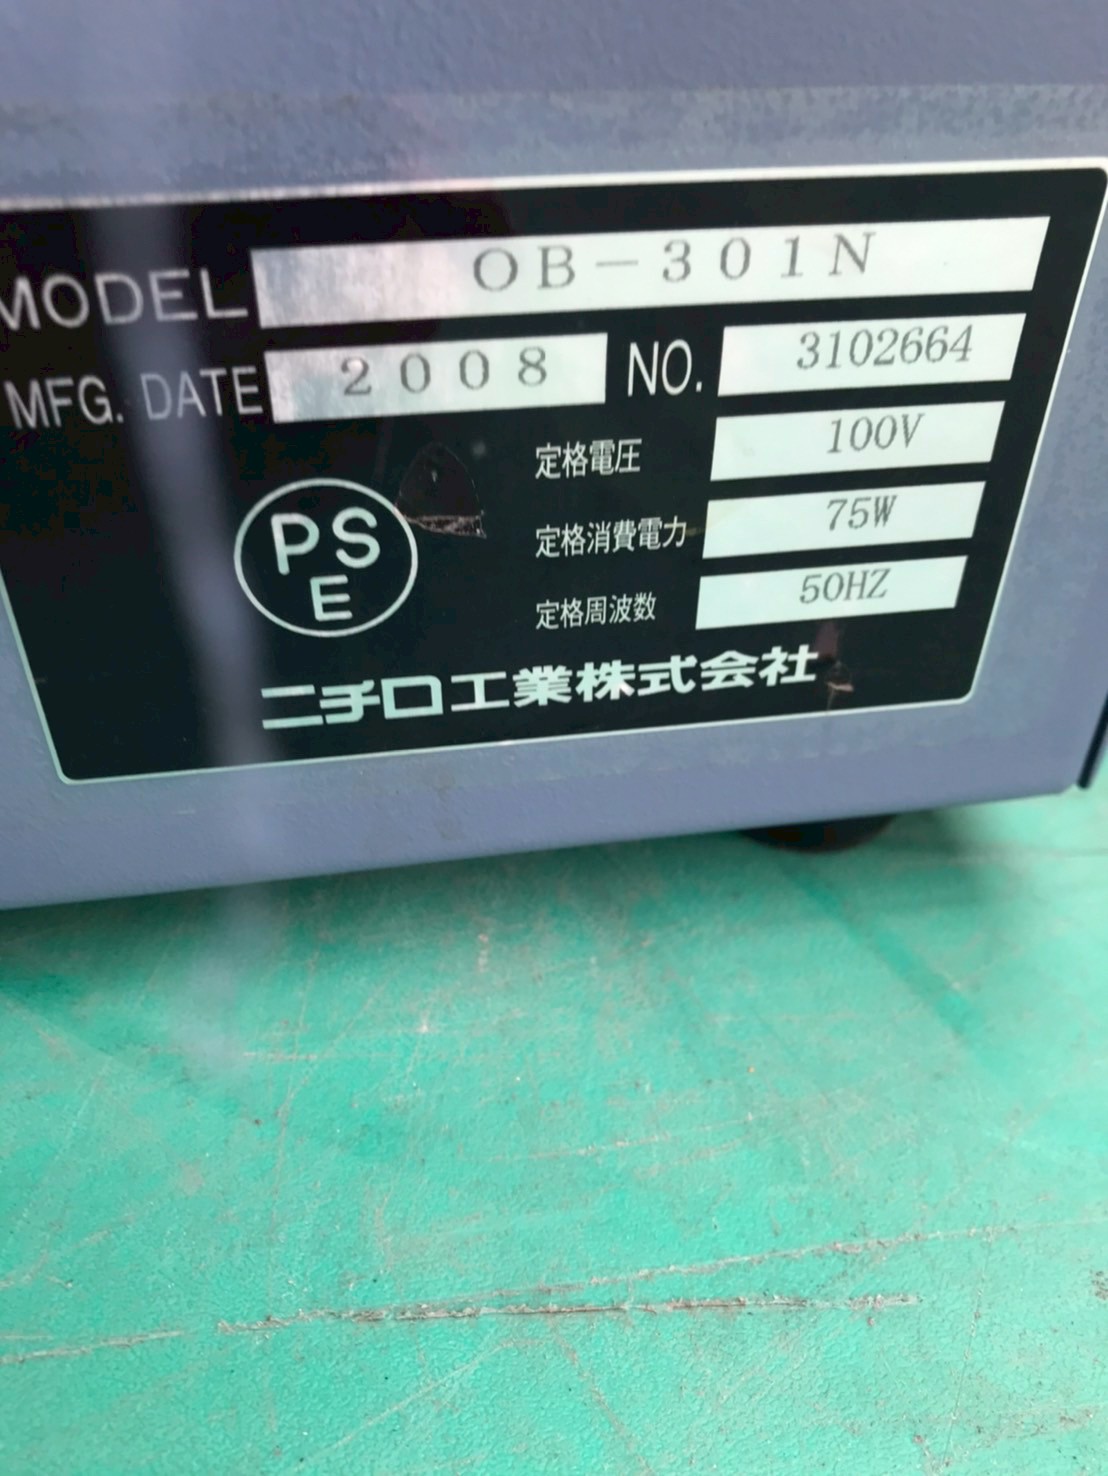 MODEL OB-301N
MFG. DATE 2008 NO. 3102664
定格電圧 100V
定格消費電力 75W
定格周波数 50HZ
PS
E
ニチロ工業株式会社